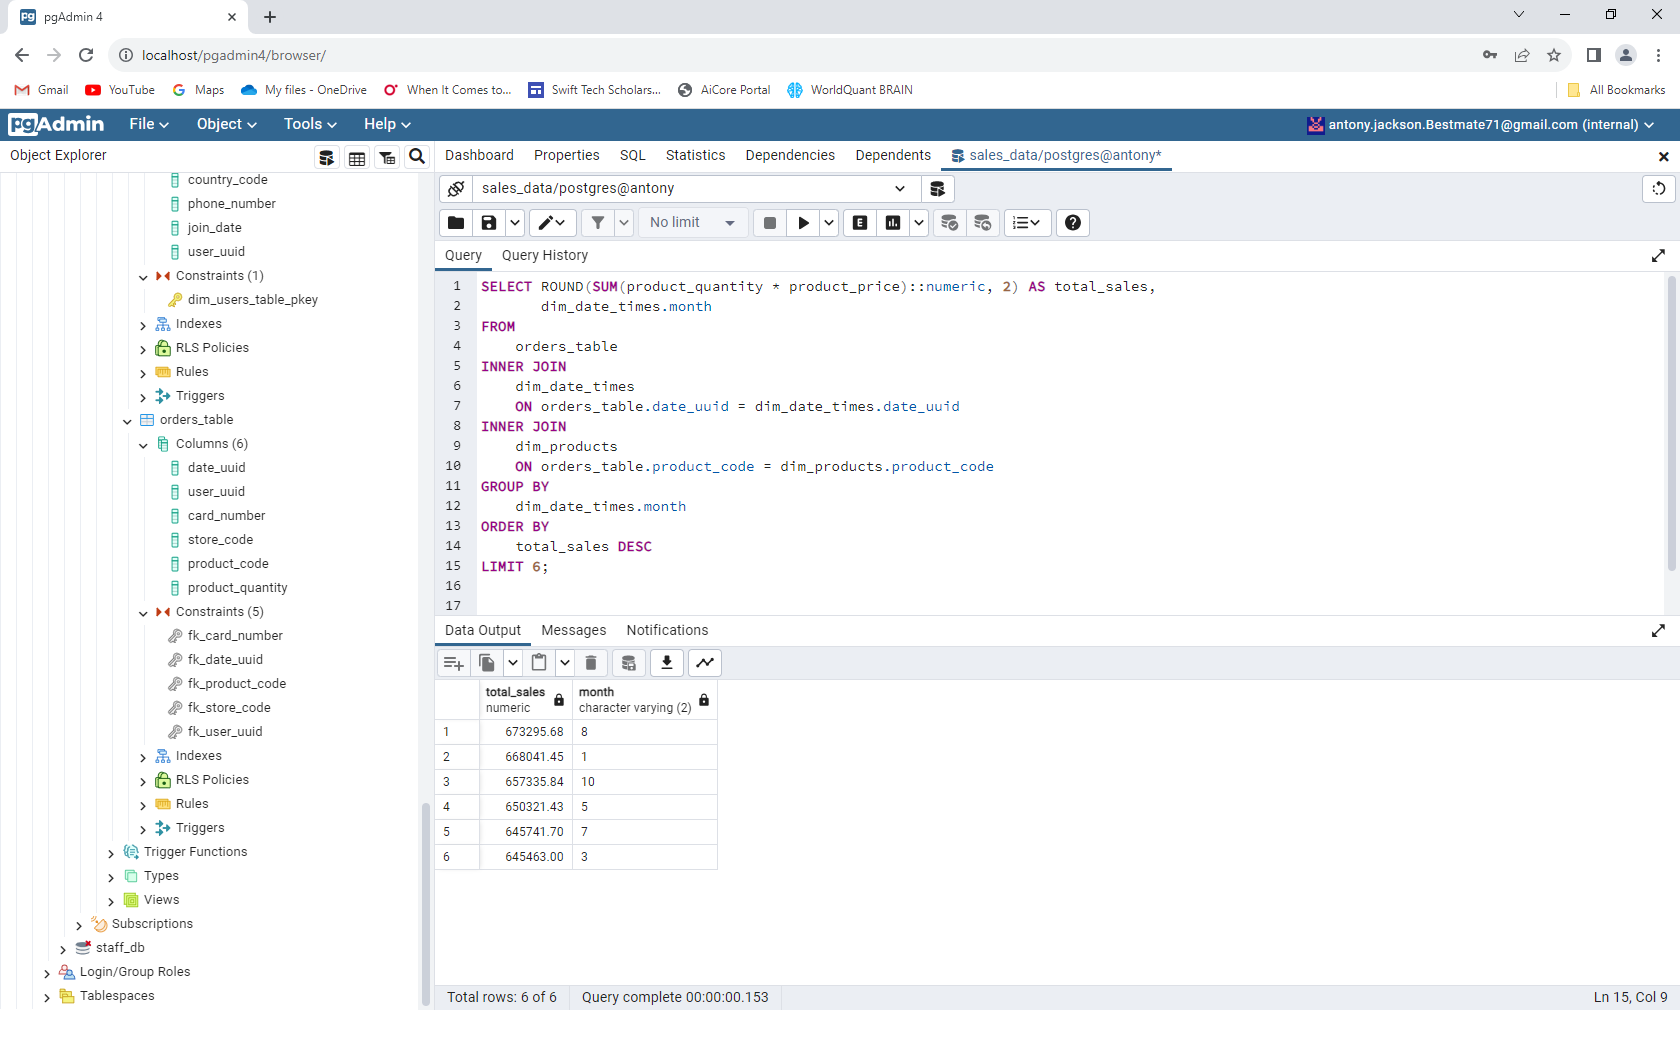 pgAdmin 4
localhost/pgadmin4/browser/
Gmail YouTube Maps My files - OneDrive When It Comes to... Swift Tech Scholars... AiCore Portal WorldQuant BRAIN All Bookmarks
pgAdmin File Object Tools Help antony.jackson.Bestmate71@gmail.com (internal)
Object Explorer
Dashboard Properties SQL Statistics Dependencies Dependents sales_data/postgres@antony*
country_code
phone_number
join_date
user_uuid
Constraints (1)
dim_users_table_pkey
Indexes
RLS Policies
Rules
Triggers
orders_table
Columns (6)
date_uuid
user_uuid
card_number
store_code
product_code
product_quantity
Constraints (5)
fk_card_number
fk_date_uuid
fk_product_code
fk_store_code
fk_user_uuid
Indexes
RLS Policies
Rules
Triggers
Trigger Functions
Types
Views
Subscriptions
staff_db
Login/Group Roles
Tablespaces
sales_data/postgres@antony
No limit E
Query Query History
1 SELECT ROUND(SUM(product_quantity * product_price)::numeric, 2) AS total_sales,
2 dim_date_times.month
3 FROM
4 orders_table
5 INNER JOIN
6 dim_date_times
7 ON orders_table.date_uuid = dim_date_times.date_uuid
8 INNER JOIN
9 dim_products
10 ON orders_table.product_code = dim_products.product_code
11 GROUP BY
12 dim_date_times.month
13 ORDER BY
14 total_sales DESC
15 LIMIT 6;
16
17
Data Output Messages Notifications
total_sales month
numeric character varying (2)
1 673295.68 8
2 668041.45 1
3 657335.84 10
4 650321.43 5
5 645741.70 7
6 645463.00 3
Total rows: 6 of 6 Query complete 00:00:00.153 Ln 15, Col 9